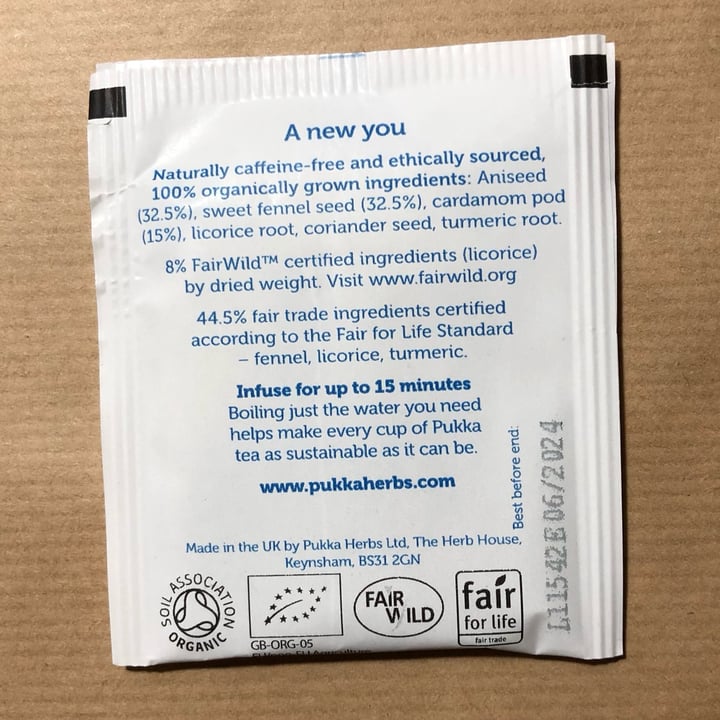 A new you
Naturally caffeine-free and ethically sourced,
100% organically grown ingredients: Aniseed
(32.5%), sweet fennel seed (32.5%), cardamom pod
(15%), licorice root, coriander seed, turmeric root.
8% FairWild™ certified ingredients (licorice)
by dried weight. Visit www.fairwild.org
44.5% fair trade ingredients certified
according to the Fair for Life Standard
– fennel, licorice, turmeric.
Infuse for up to 15 minutes
Boiling just the water you need
helps make every cup of Pukka
tea as sustainable as it can be.
www.pukkaherbs.com
Best before end:
06/2024
Made in the UK by Pukka Herbs Ltd, The Herb House,
Keynsham, BS31 2GN
SOIL ASSOCIATION
ORGANIC
GB-ORG-05
FAIR
WILD
fair
for life
fair trade